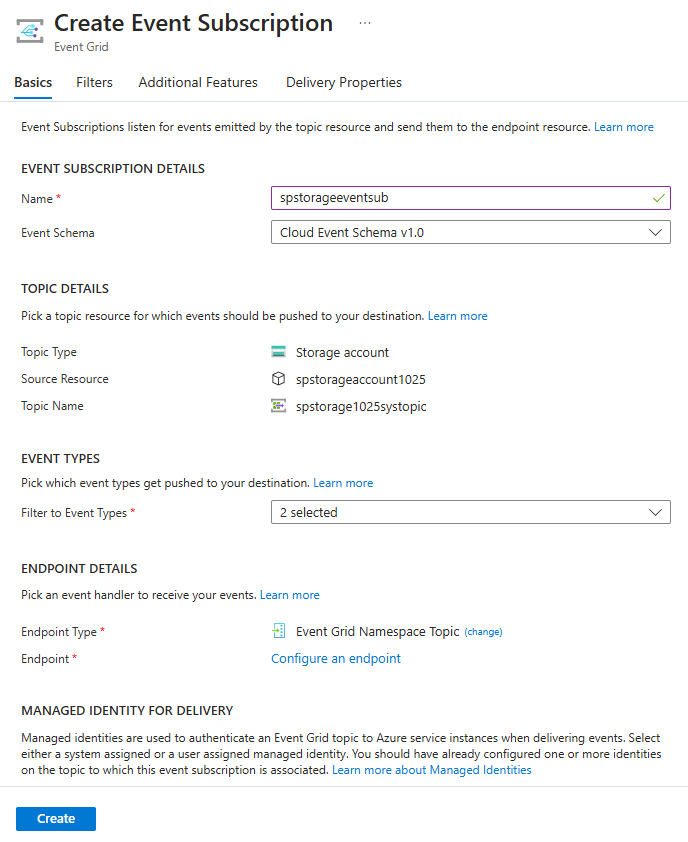 Create Event Subscription ...
Event Grid
Basics Filters Additional Features Delivery Properties
Event Subscriptions listen for events emitted by the topic resource and send them to the endpoint resource. Learn more
EVENT SUBSCRIPTION DETAILS
Name * spstorageeventsub
Event Schema Cloud Event Schema v1.0
TOPIC DETAILS
Pick a topic resource for which events should be pushed to your destination. Learn more
Topic Type Storage account
Source Resource spstorageaccount1025
Topic Name spstorage1025systopic
EVENT TYPES
Pick which event types get pushed to your destination. Learn more
Filter to Event Types * 2 selected
ENDPOINT DETAILS
Pick an event handler to receive your events. Learn more
Endpoint Type * Event Grid Namespace Topic (change)
Endpoint * Configure an endpoint
MANAGED IDENTITY FOR DELIVERY
Managed identities are used to authenticate an Event Grid topic to Azure service instances when delivering events. Select
either a system assigned or a user assigned managed identity. You should have already configured one or more identities
on the topic to which this event subscription is associated. Learn more about Managed Identities
Create